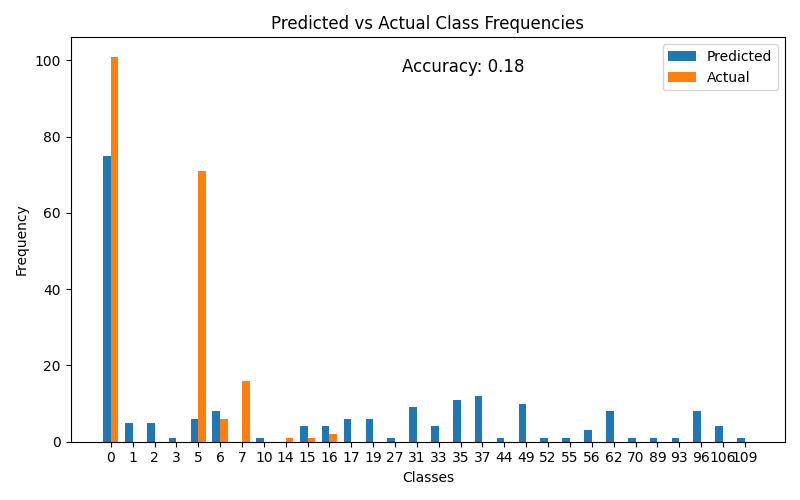 Predicted vs Actual Class Frequencies
Accuracy: 0.18
Predicted
Actual
Frequency
100
80
60
40
20
0
0 1 2 3 5 6 7 10 14 15 16 17 19 27 31 33 35 37 44 49 52 55 56 62 70 89 93 96 106 109
Classes